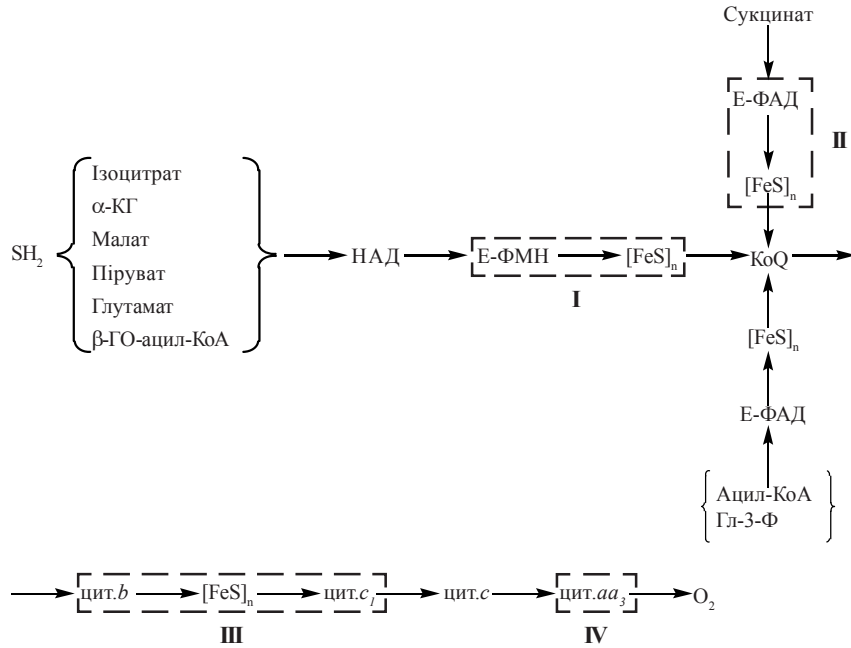 Сукцинат
Е-ФАД
II
[FeS]n
Ізоцитрат
α-КГ
Малат
Піруват
Глутамат
β-ГО-ацил-КоА
SH2
НАД
Е-ФМН
[FeS]n
I
КоQ
[FeS]n
Е-ФАД
Ацил-КоА
Гл-3-Ф
цит.b
[FeS]n
цит.c1
цит.c
цит.aa3
O2
III
IV